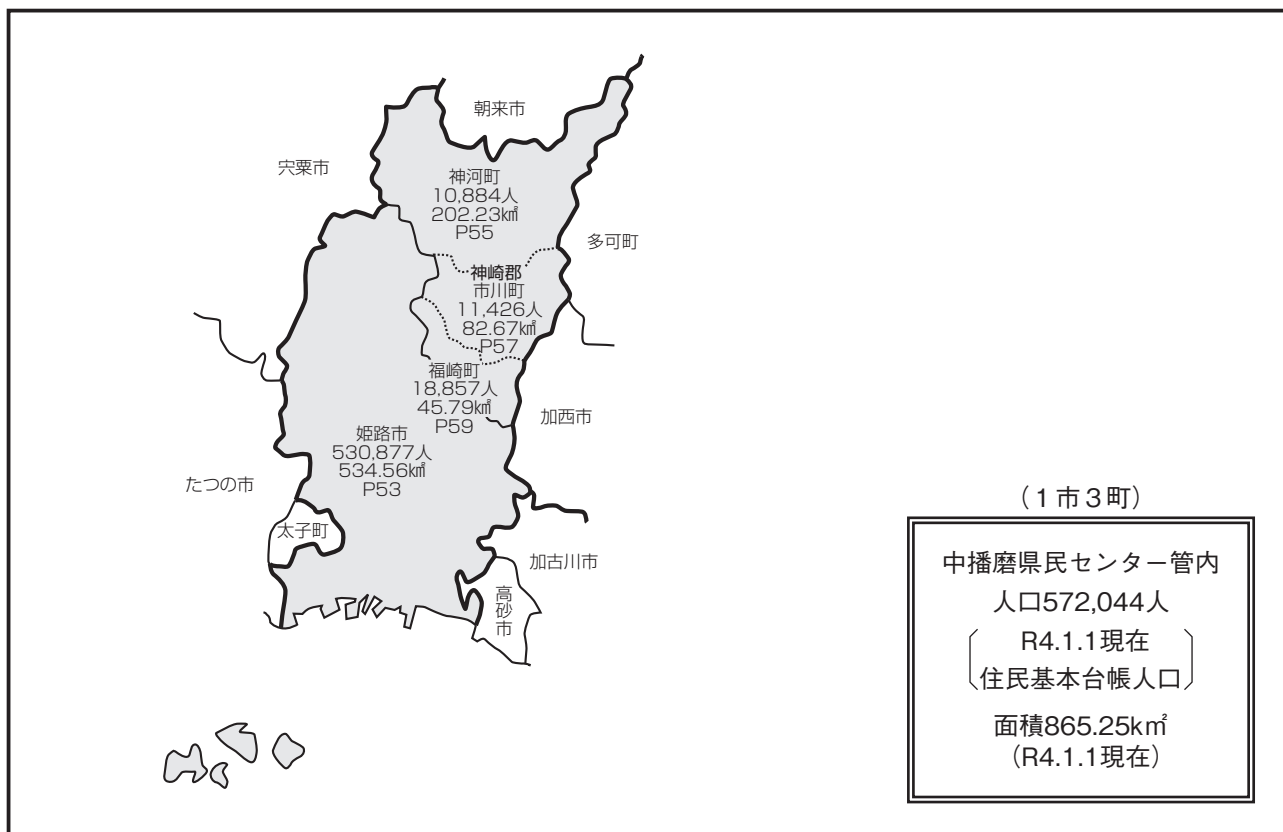 朝来市
宍粟市
神河町
10,884人
202.23㎢
P55
多可町
神崎郡
市川町
11,426人
82.67㎢
P57
福崎町
18,857人
45.79㎢
P59
加西市
姫路市
530,877人
534.56㎢
P53
たつの市
太子町
加古川市
高砂市
(1市3町)
中播磨県民センター管内
人口572,044人
R4.1.1現在
住民基本台帳人口
面積865.25k㎡
(R4.1.1現在)